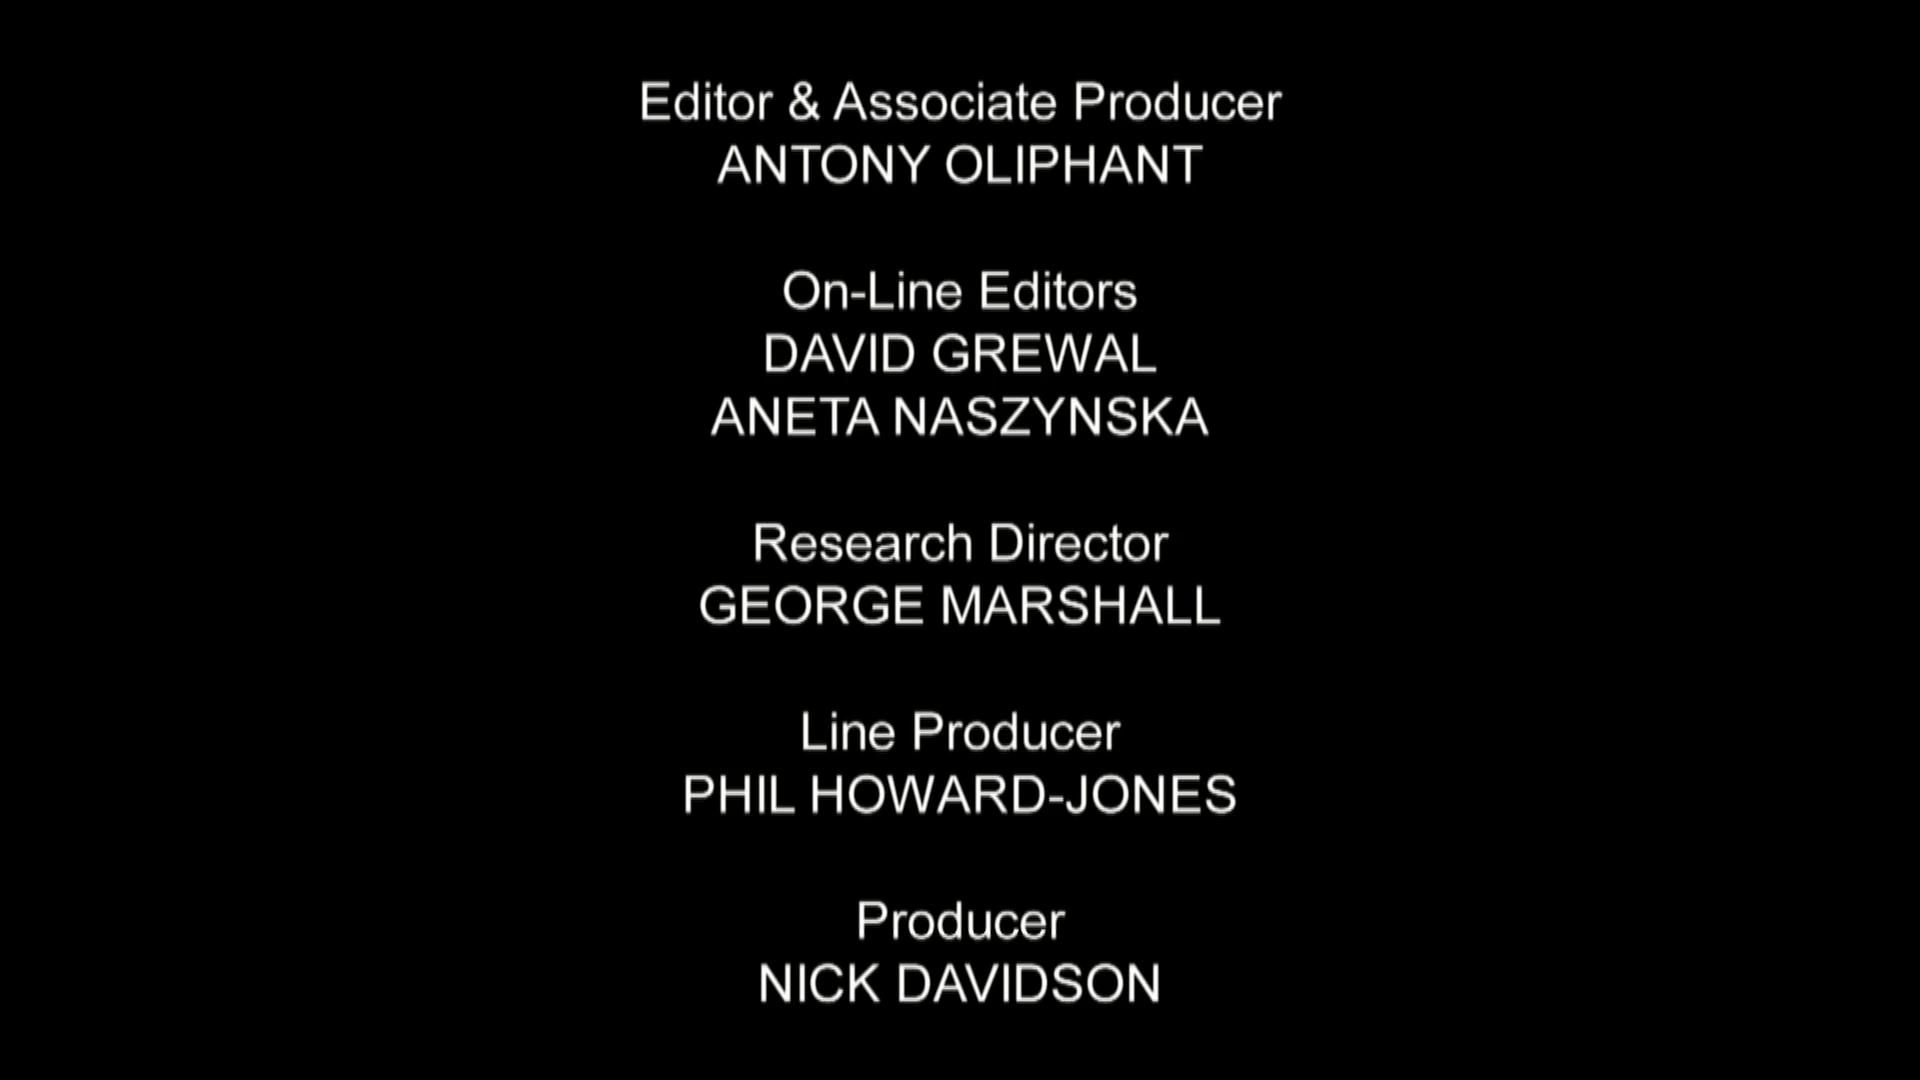 Editor & Associate Producer
ANTONY OLIPHANT
On-Line Editors
DAVID GREWAL
ANETA NASZYNSKA
Research Director
GEORGE MARSHALL
Line Producer
PHIL HOWARD-JONES
Producer
NICK DAVIDSON